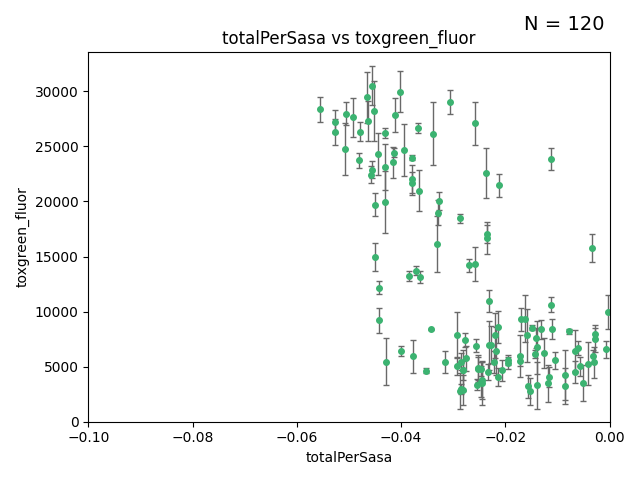 N = 120
totalPerSasa vs toxgreen_fluor
toxgreen_fluor
30000
25000
20000
15000
10000
5000
0
−0.10 −0.08 −0.06 −0.04 −0.02 0.00
totalPerSasa